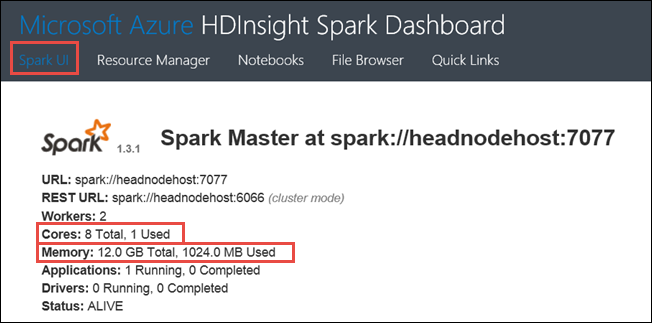 Microsoft Azure HDInsight Spark Dashboard
Spark UI Resource Manager Notebooks File Browser Quick Links
Spark 1.3.1 Spark Master at spark://headnodehost:7077
URL: spark://headnodehost:7077
REST URL: spark://headnodehost:6066 (cluster mode)
Workers: 2
Cores: 8 Total, 1 Used
Memory: 12.0 GB Total, 1024.0 MB Used
Applications: 1 Running, 0 Completed
Drivers: 0 Running, 0 Completed
Status: ALIVE